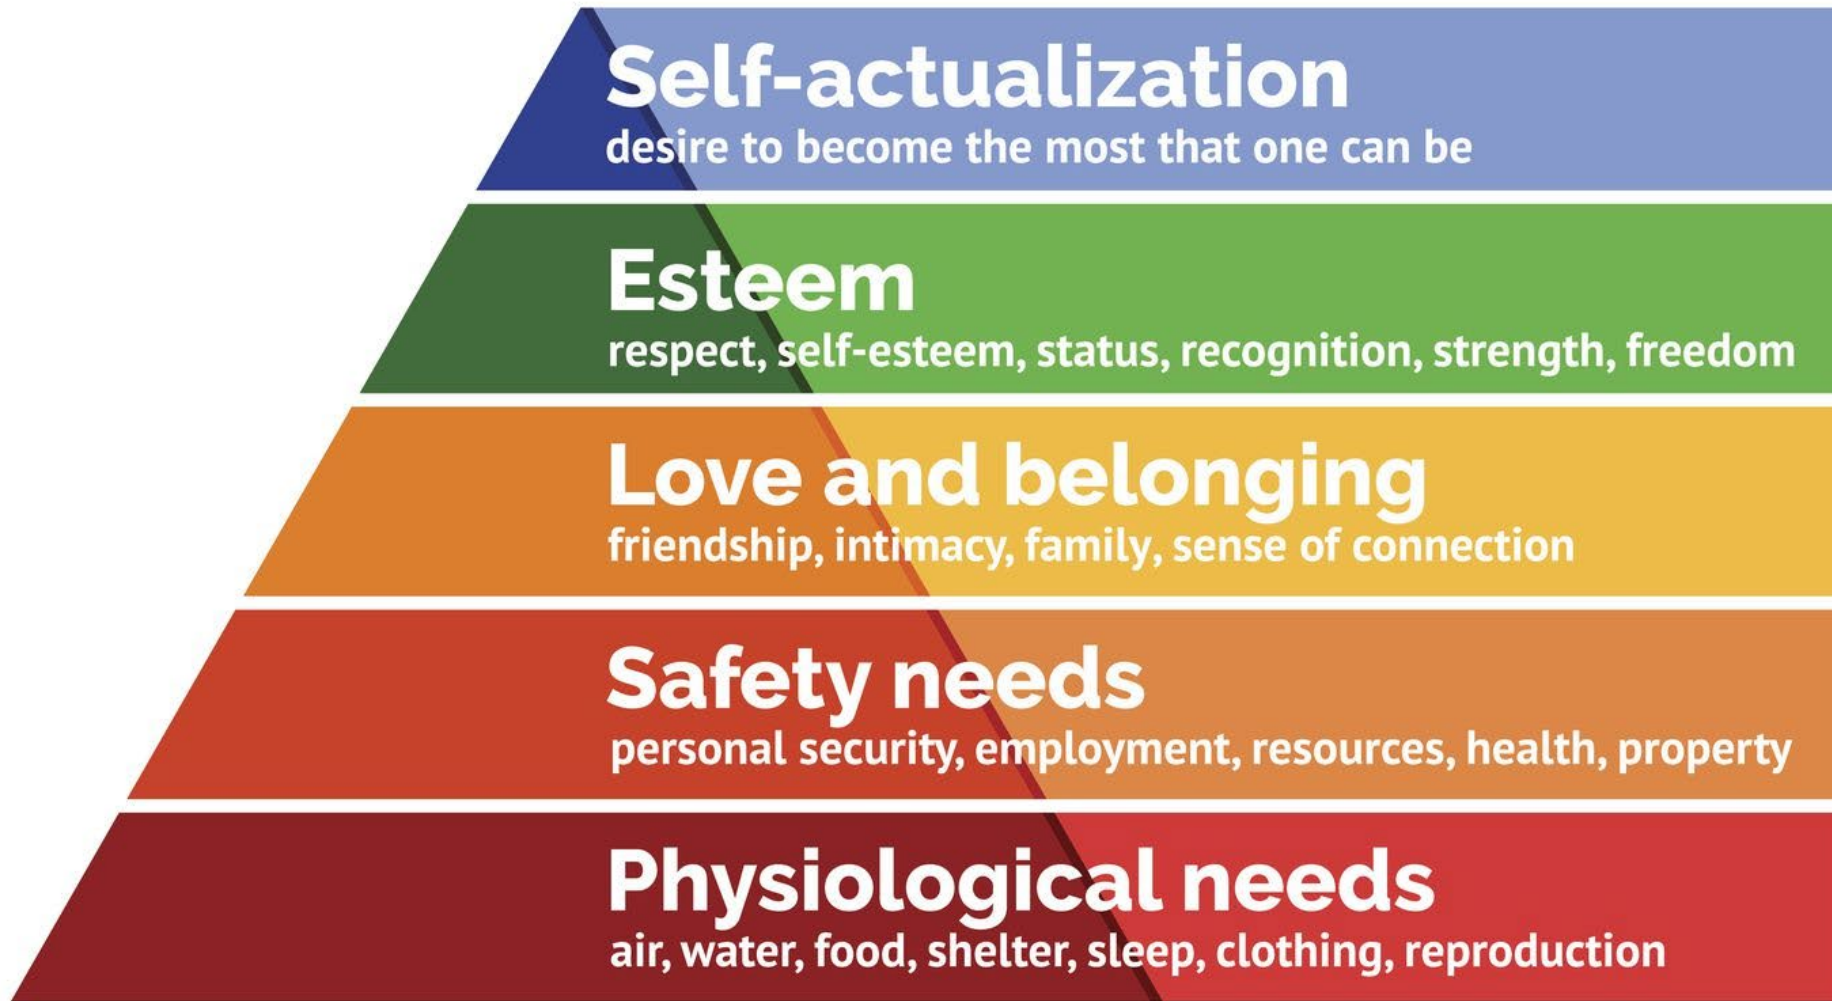 Self-actualization
desire to become the most that one can be
Esteem
respect, self-esteem, status, recognition, strength, freedom
Love and belonging
friendship, intimacy, family, sense of connection
Safety needs
personal security, employment, resources, health, property
Physiological needs
air, water, food, shelter, sleep, clothing, reproduction